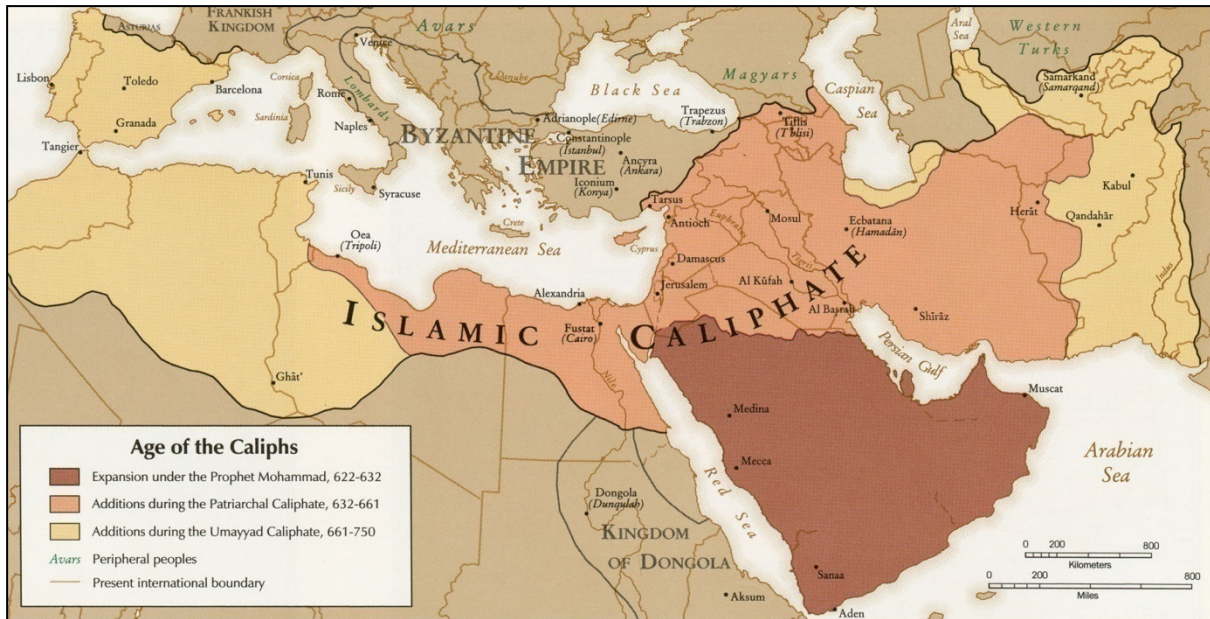 FRANKISH
KINGDOM
ASTURIAS
Avars
Aral
Sea
Western
Turks
Venice
Lisbon
Toledo
Barcelona
Corsica
Rome
Lombards
Danube
Black Sea
Magyars
Caspian
Sea
Samarkand
(Samarqand)
Granada
Sardinia
Naples
Adrianople (Edirne)
Trapezus
(Trabzon)
Tiflis
(Tbilisi)
BYZANTINE
EMPIRE
Constantinople
(Istanbul)
Ancyra
(Ankara)
Tangier
Tunis
Sicily
Syracuse
Iconium
(Konya)
Tarsus
Antioch
Mosul
Ecbatana
(Hamadān)
Herāt
Kabul
Qandahār
Oea
(Tripoli)
Crete
Cyprus
Mediterranean Sea
Tigris
Damascus
Jerusalem
Al Kūfah
Al Basrah
Shīrāz
Indus
Alexandria
Fustat
(Cairo)
ISLAMIC CALIPHATE
Persian Gulf
Ghāt'
Nile
Medina
Muscat
Mecca
Red Sea
Arabian
Sea
Dongola
(Dunqulah)
KINGDOM
OF DONGOLA
Aksum
Sanaa
Aden
Age of the Caliphs
Expansion under the Prophet Mohammad, 622-632
Additions during the Patriarchal Caliphate, 632-661
Additions during the Umayyad Caliphate, 661-750
Avars Peripheral peoples
Present international boundary
0 200 800
Kilometers
0 200 800
Miles